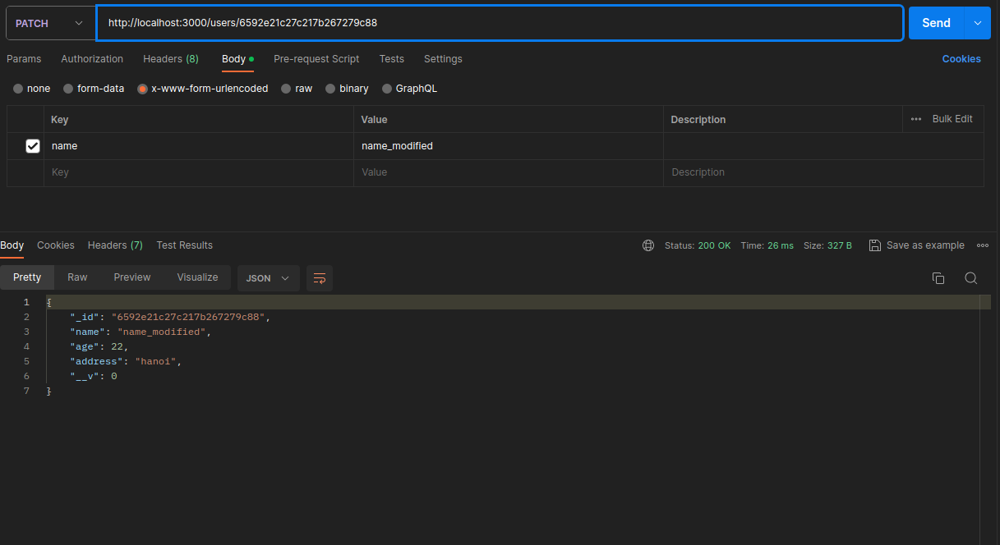 PATCH http://localhost:3000/users/6592e21c27c217b267279c88 Send
Params Authorization Headers (8) Body Pre-request Script Tests Settings Cookies
none form-data x-www-form-urlencoded raw binary GraphQL
Key Value Description Bulk Edit
name name_modified
Key Value Description
Body Cookies Headers (7) Test Results Status: 200 OK Time: 26 ms Size: 327 B Save as example
Pretty Raw Preview Visualize JSON
1 {
2 "_id": "6592e21c27c217b267279c88",
3 "name": "name_modified",
4 "age": 22,
5 "address": "hanoi",
6 "__v": 0
7 }